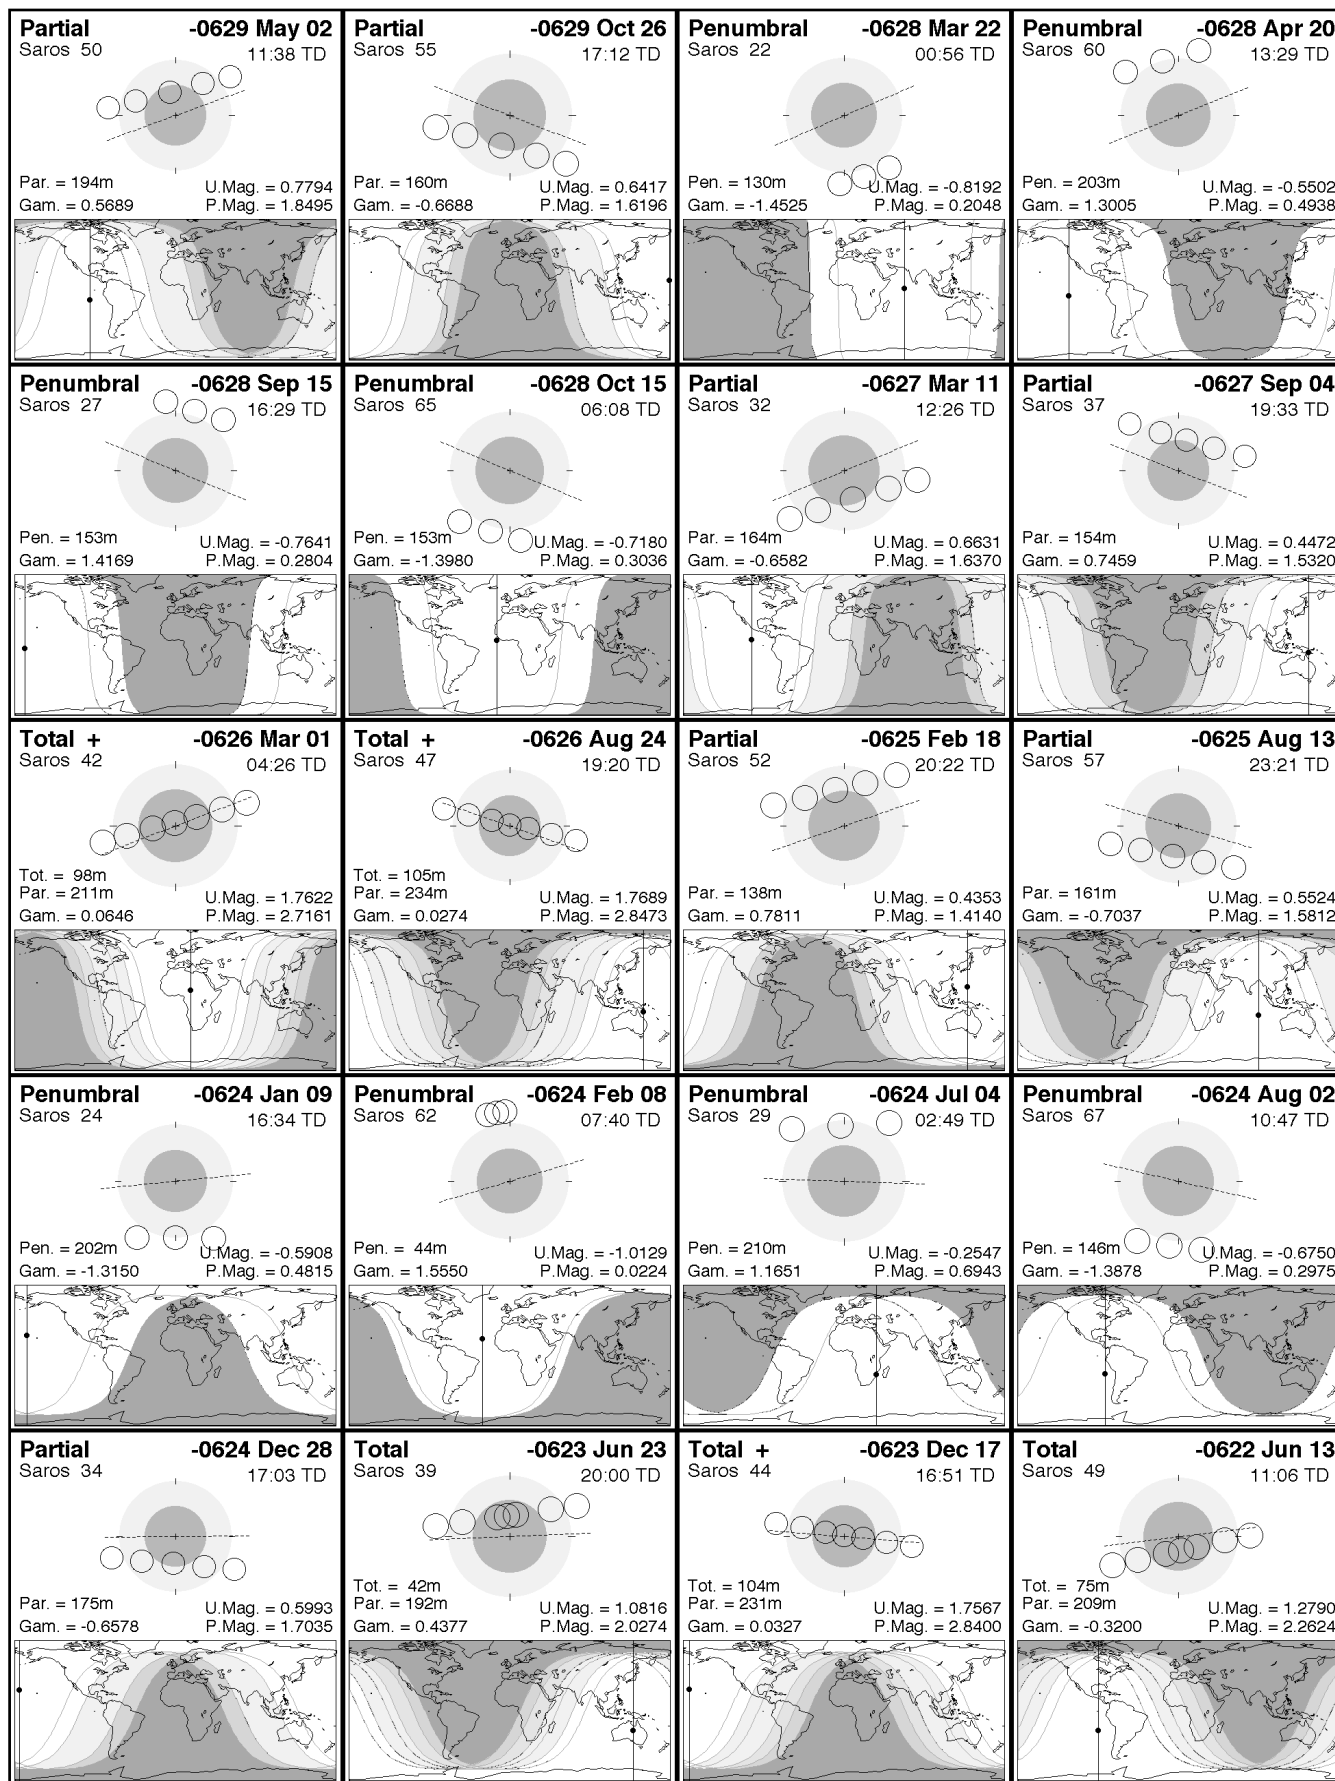 Partial -0629 May 02
Saros 50 11:38 TD
Par. = 194m U.Mag. = 0.7794
Gam. = 0.5689 P.Mag. = 1.8495
Partial -0629 Oct 26
Saros 55 17:12 TD
Par. = 160m U.Mag. = 0.6417
Gam. = -0.6688 P.Mag. = 1.6196
Penumbral -0628 Mar 22
Saros 22 00:56 TD
Pen. = 130m U.Mag. = -0.8192
Gam. = -1.4525 P.Mag. = 0.2048
Penumbral -0628 Apr 20
Saros 60 13:29 TD
Pen. = 203m U.Mag. = -0.5502
Gam. = 1.3005 P.Mag. = 0.4938
Penumbral -0628 Sep 15
Saros 27 16:29 TD
Pen. = 153m U.Mag. = -0.7641
Gam. = 1.4169 P.Mag. = 0.2804
Penumbral -0628 Oct 15
Saros 65 06:08 TD
Pen. = 153m U.Mag. = -0.7180
Gam. = -1.3980 P.Mag. = 0.3036
Partial -0627 Mar 11
Saros 32 12:26 TD
Par. = 164m U.Mag. = 0.6631
Gam. = -0.6582 P.Mag. = 1.6370
Partial -0627 Sep 04
Saros 37 19:33 TD
Par. = 154m U.Mag. = 0.4472
Gam. = 0.7459 P.Mag. = 1.5320
Total + -0626 Mar 01
Saros 42 04:26 TD
Tot. = 98m
Par. = 211m U.Mag. = 1.7622
Gam. = 0.0646 P.Mag. = 2.7161
Total + -0626 Aug 24
Saros 47 19:20 TD
Tot. = 105m
Par. = 234m U.Mag. = 1.7689
Gam. = 0.0274 P.Mag. = 2.8473
Partial -0625 Feb 18
Saros 52 20:22 TD
Par. = 138m U.Mag. = 0.4353
Gam. = 0.7811 P.Mag. = 1.4140
Partial -0625 Aug 13
Saros 57 23:21 TD
Par. = 161m U.Mag. = 0.5524
Gam. = -0.7037 P.Mag. = 1.5812
Penumbral -0624 Jan 09
Saros 24 16:34 TD
Pen. = 202m U.Mag. = -0.5908
Gam. = -1.3150 P.Mag. = 0.4815
Penumbral -0624 Feb 08
Saros 62 07:40 TD
Pen. = 44m U.Mag. = -1.0129
Gam. = 1.5550 P.Mag. = 0.0224
Penumbral -0624 Jul 04
Saros 29 02:49 TD
Pen. = 210m U.Mag. = -0.2547
Gam. = 1.1651 P.Mag. = 0.6943
Penumbral -0624 Aug 02
Saros 67 10:47 TD
Pen. = 146m U.Mag. = -0.6750
Gam. = -1.3878 P.Mag. = 0.2975
Partial -0624 Dec 28
Saros 34 17:03 TD
Par. = 175m U.Mag. = 0.5993
Gam. = -0.6578 P.Mag. = 1.7035
Total -0623 Jun 23
Saros 39 20:00 TD
Tot. = 42m
Par. = 192m U.Mag. = 1.0816
Gam. = 0.4377 P.Mag. = 2.0274
Total + -0623 Dec 17
Saros 44 16:51 TD
Tot. = 104m
Par. = 231m U.Mag. = 1.7567
Gam. = 0.0327 P.Mag. = 2.8400
Total -0622 Jun 13
Saros 49 11:06 TD
Tot. = 75m
Par. = 209m U.Mag. = 1.2790
Gam. = -0.3200 P.Mag. = 2.2624